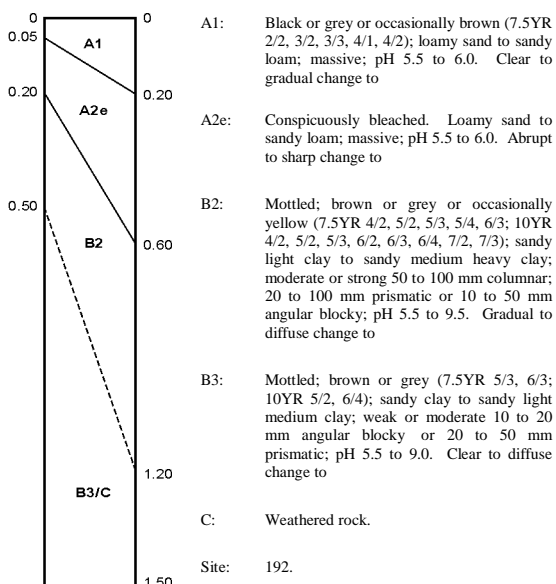 0
0
0.05
A1
0.20
0.20
A2e
0.50
B2
0.60
1.20
B3/C
1.50
A1: Black or grey or occasionally brown (7.5YR
2/2, 3/2, 3/3, 4/1, 4/2); loamy sand to sandy
loam; massive; pH 5.5 to 6.0. Clear to
gradual change to
A2e: Conspicuously bleached. Loamy sand to
sandy loam; massive; pH 5.5 to 6.0. Abrupt
to sharp change to
B2: Mottled; brown or grey or occasionally
yellow (7.5YR 4/2, 5/2, 5/3, 5/4, 6/3; 10YR
4/2, 5/2, 5/3, 6/2, 6/3, 6/4, 7/2, 7/3); sandy
light clay to sandy medium heavy clay;
moderate or strong 50 to 100 mm columnar;
20 to 100 mm prismatic or 10 to 50 mm
angular blocky; pH 5.5 to 9.5. Gradual to
diffuse change to
B3: Mottled; brown or grey (7.5YR 5/3, 6/3;
10YR 5/2, 6/4); sandy clay to sandy light
medium clay; weak or moderate 10 to 20
mm angular blocky or 20 to 50 mm
prismatic; pH 5.5 to 9.0. Clear to diffuse
change to
C: Weathered rock.
Site: 192.